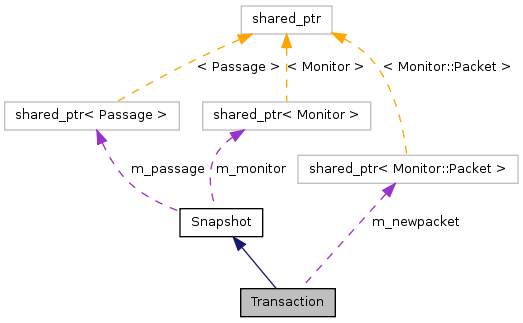 shared_ptr
< Passage >
< Monitor >
< Monitor::Packet >
shared_ptr< Passage >
shared_ptr< Monitor >
m_passage
m_monitor
shared_ptr< Monitor::Packet >
Snapshot
m_newpacket
Transaction